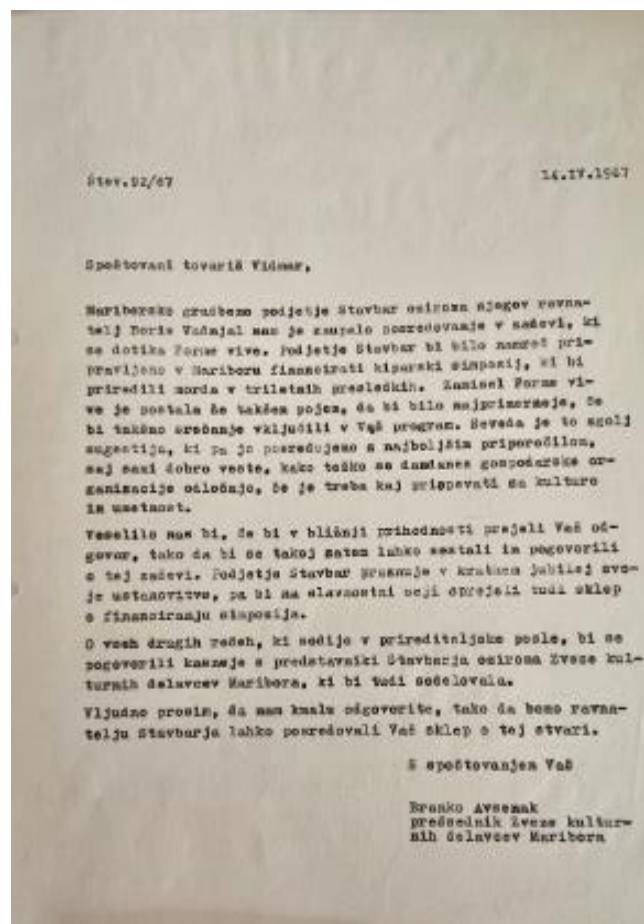 Štev.92/67
14.IV.1967
Spoštovani tovariš Vidmar,
Mariborsko gradbeno podjetje Stavbar oziroma njegov ravna-
telj Boris Vadnjal nam je zaupalo posredovanje v zadevi, ki
se dotika Forme vive. Podjetje Stavbar bi bilo namreč pri-
pravljeno v Mariboru financirati kiparski simpozij, ki bi
priredili morda v triletnih presledkih. Zamisel Forme vi-
ve je postala že takšen pojem, da bi bilo najprimerneje, če
bi takšno srečanje vključili v Vaš program. Seveda je to zgolj
sugestija, ki pa jo posredujemo z najboljšim priporočilom,
saj sami dobro veste, kako težko se dandanes gospodarske or-
ganizacije odločajo, če je treba kaj prispevati za kulturo
in umetnost.
Veselilo nas bi, če bi v bližnji prihodnosti prejeli Vaš od-
govor, tako da bi se takoj zatem lahko sestali in pogovorili
o tej zadevi. Podjetje Stavbar praznuje v kratkem jubilej svo-
je ustanovitve, pa bi na slavnostni seji sprejeli tudi sklep
o financiranju simpozija.
O vseh drugih rečeh, ki sodijo v prirediteljske posle, bi se
pogovorili kasneje s predstavniki Stavbarja oziroma Zveze kul-
turnih delavcev Maribora, ki bi tudi sodelovala.
Vljudno prosim, da nam kmalu odgovorite, tako da bomo ravna-
telju Stavbarja lahko posredovali Vaš sklep o tej stvari.
S spoštovanjem Vaš
Branko Avsenak
predsednik Zveze kultur-
nih delavcev Maribora